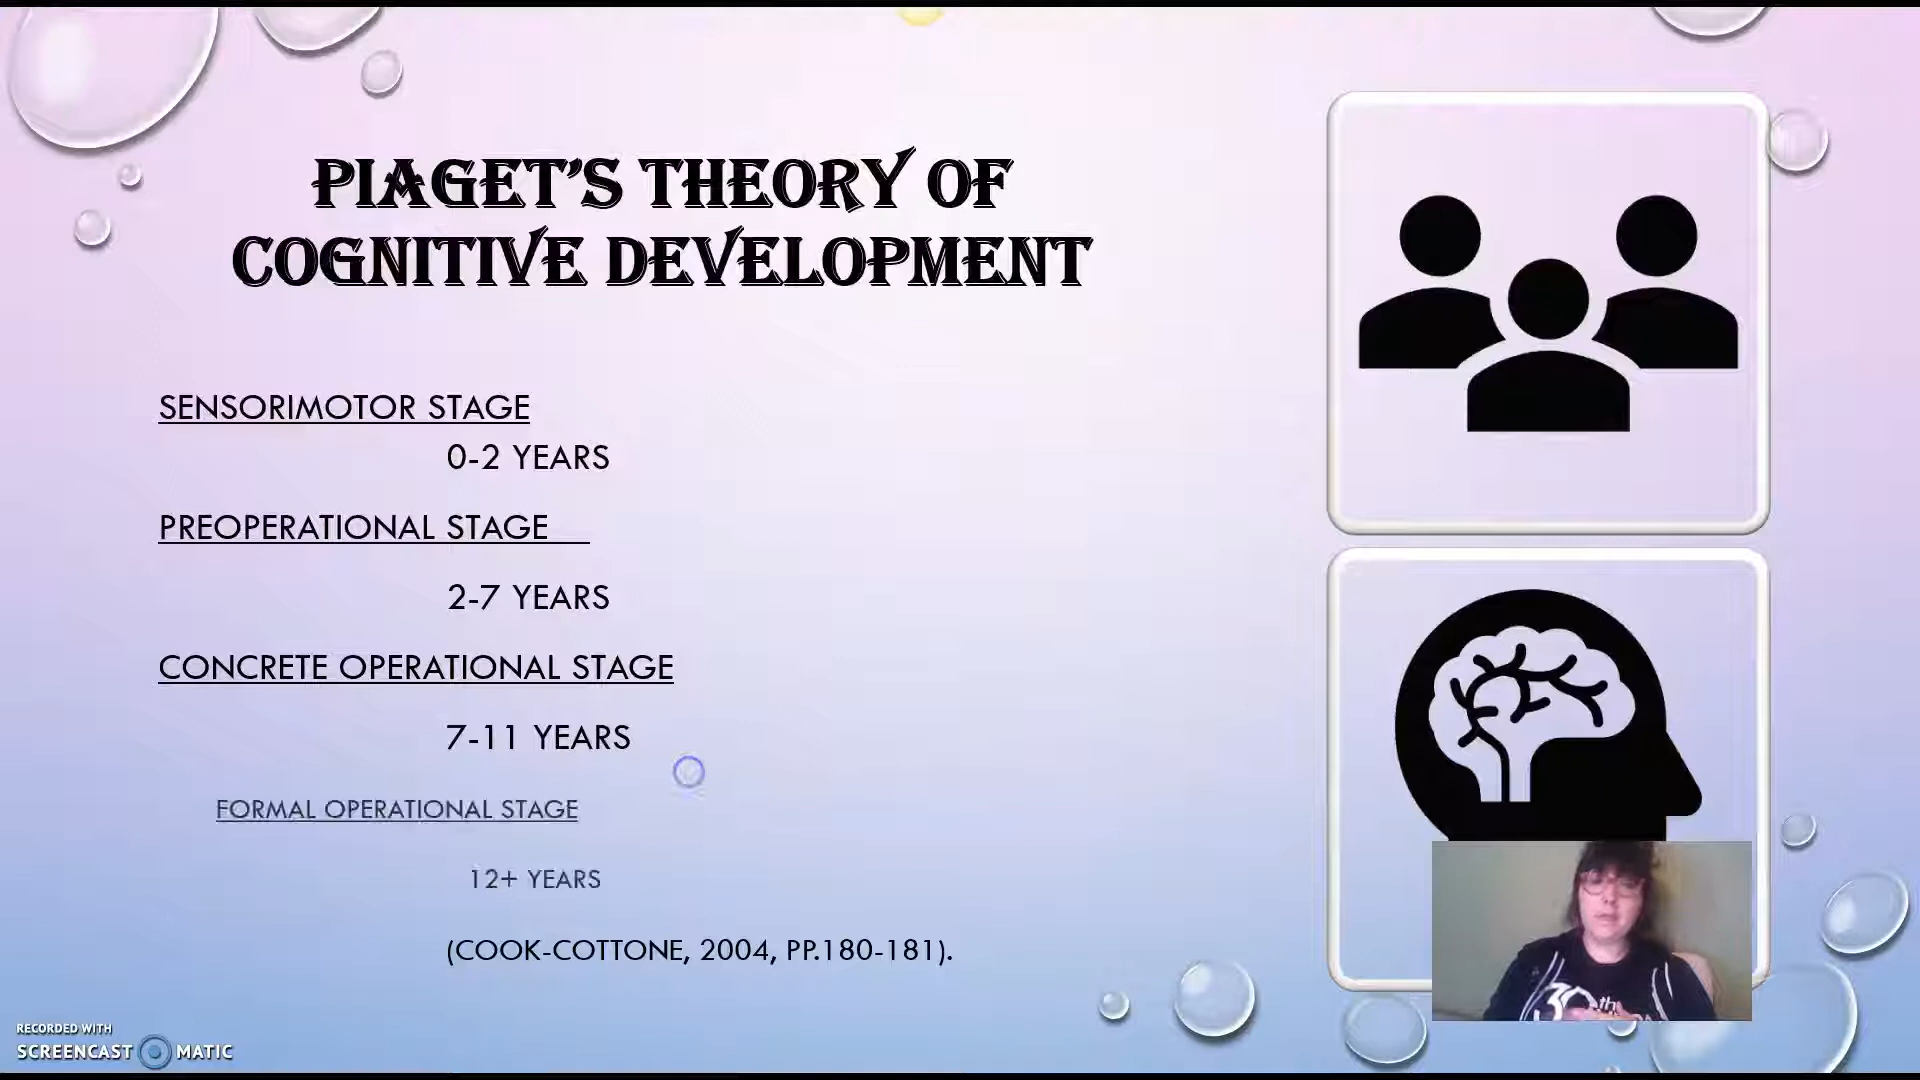 PIAGET'S THEORY OF
COGNITIVE DEVELOPMENT
SENSORIMOTOR STAGE
0-2 YEARS
PREOPERATIONAL STAGE
2-7 YEARS
CONCRETE OPERATIONAL STAGE
7-11 YEARS
FORMAL OPERATIONAL STAGE
12+ YEARS
(COOK-COTTONE, 2004, PP.180-181).
30th
RECORDED WITH
SCREENCAST MATIC